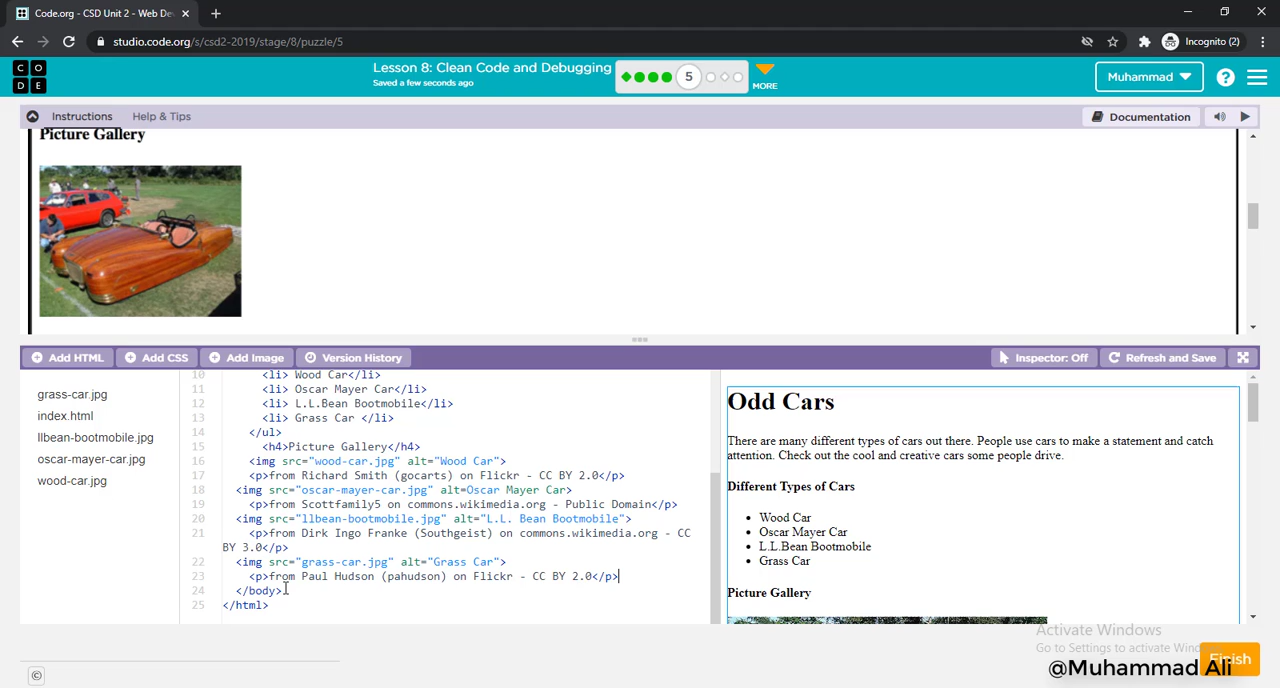 Code.org - CSD Unit 2 - Web De
studio.code.org/s/csd2-2019/stage/8/puzzle/5
Incognito (2)
C O
D E
Lesson 8: Clean Code and Debugging
Saved a few seconds ago
5
MORE
Muhammad
?
Instructions
Help & Tips
Documentation
Picture Gallery
Add HTML
Add CSS
Add Image
Version History
Inspector: Off
Refresh and Save
grass-car.jpg
index.html
llbean-bootmobile.jpg
oscar-mayer-car.jpg
wood-car.jpg
10 <li> Wood Car</li>
11 <li> Oscar Mayer Car</li>
12 <li> L.L.Bean Bootmobile</li>
13 <li> Grass Car </li>
14 </ul>
15 <h4>Picture Gallery</h4>
16 <img src="wood-car.jpg" alt="Wood Car">
17 <p>from Richard Smith (gocarts) on Flickr - CC BY 2.0</p>
18 <img src="oscar-mayer-car.jpg" alt=Oscar Mayer Car>
19 <p>from Scottfamily5 on commons.wikimedia.org - Public Domain</p>
20 <img src="llbean-bootmobile.jpg" alt="L.L. Bean Bootmobile">
21 <p>from Dirk Ingo Franke (Southgeist) on commons.wikimedia.org - CC
BY 3.0</p>
22 <img src="grass-car.jpg" alt="Grass Car">
23 <p>from Paul Hudson (pahudson) on Flickr - CC BY 2.0</p>
24 </body>
25 </html>
Odd Cars
There are many different types of cars out there. People use cars to make a statement and catch
attention. Check out the cool and creative cars some people drive.
Different Types of Cars
Wood Car
Oscar Mayer Car
L.L.Bean Bootmobile
Grass Car
Picture Gallery
Activate Windows
Go to Settings to activate Wind
Finish
@Muhammad Ali
©